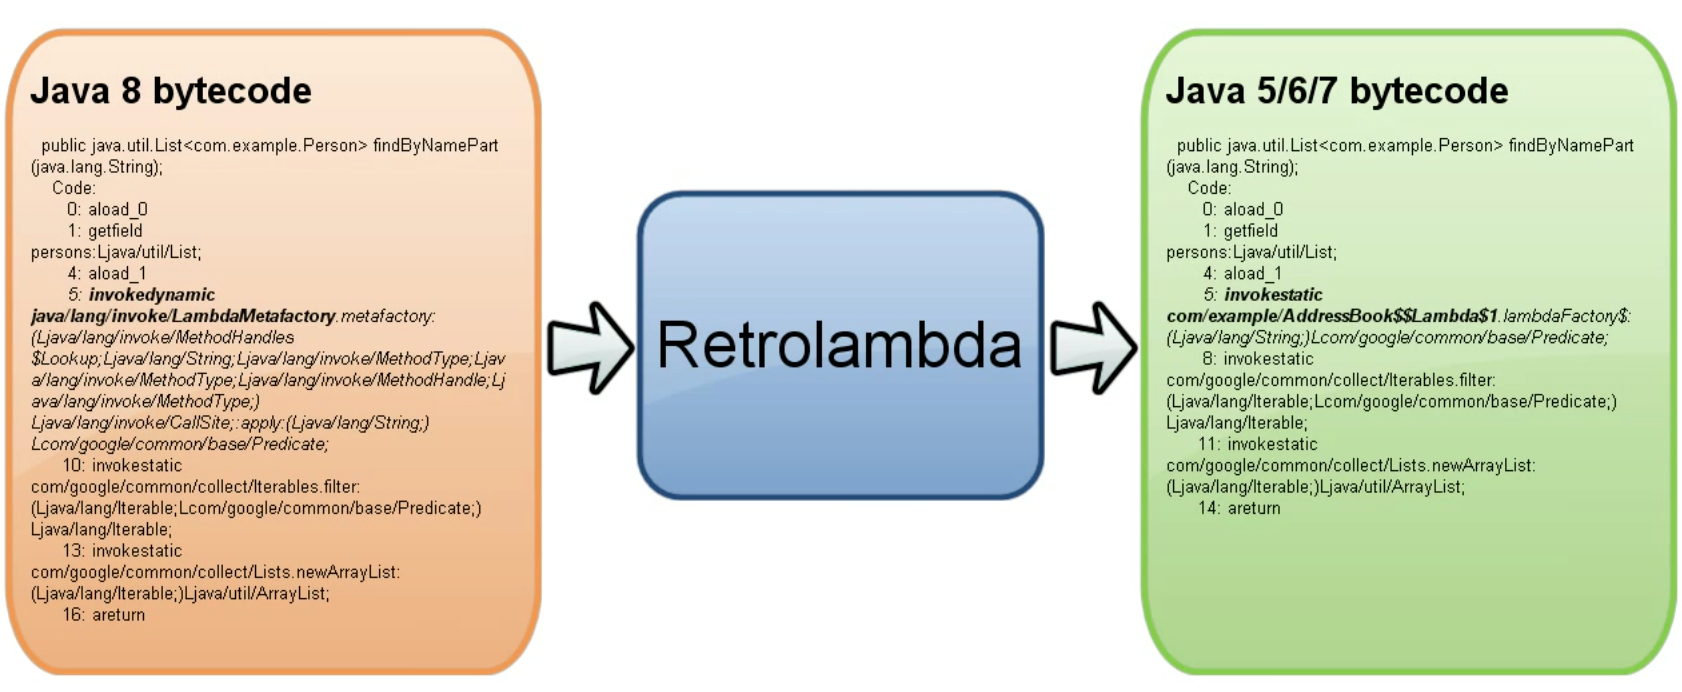 Java 8 bytecode
public java.util.List<com.example.Person> findByNamePart
(java.lang.String);
Code:
0: aload_0
1: getfield
persons:Ljava/util/List;
4: aload_1
5: invokedynamic
java/lang/invoke/LambdaMetafactory.metafactory:
(Ljava/lang/invoke/MethodHandles
$Lookup;Ljava/lang/String;Ljava/lang/invoke/MethodType;Ljav
a/lang/invoke/MethodType;Ljava/lang/invoke/MethodHandle;Lj
ava/lang/invoke/MethodType;)
Ljava/lang/invoke/CallSite;:apply:(Ljava/lang/String;)
Lcom/google/common/base/Predicate;
10: invokestatic
com/google/common/collect/Iterables.filter:
(Ljava/lang/Iterable;Lcom/google/common/base/Predicate;)
Ljava/lang/Iterable;
13: invokestatic
com/google/common/collect/Lists.newArrayList:
(Ljava/lang/Iterable;)Ljava/util/ArrayList;
16: areturn
Retrolambda
Java 5/6/7 bytecode
public java.util.List<com.example.Person> findByNamePart
(java.lang.String);
Code:
0: aload_0
1: getfield
persons:Ljava/util/List;
4: aload_1
5: invokestatic
com/example/AddressBook$$Lambda$1.lambdaFactory$:
(Ljava/lang/String;)Lcom/google/common/base/Predicate;
8: invokestatic
com/google/common/collect/Iterables.filter:
(Ljava/lang/Iterable;Lcom/google/common/base/Predicate;)
Ljava/lang/Iterable;
11: invokestatic
com/google/common/collect/Lists.newArrayList:
(Ljava/lang/Iterable;)Ljava/util/ArrayList;
14: areturn